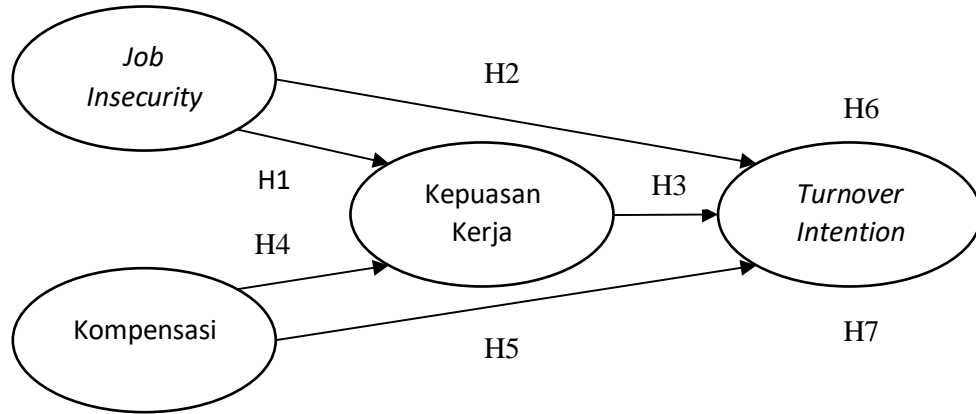 Job
Insecurity
H2
H6
H1
Kepuasan
Kerja
H3
Turnover
Intention
H4
Kompensasi
H5
H7